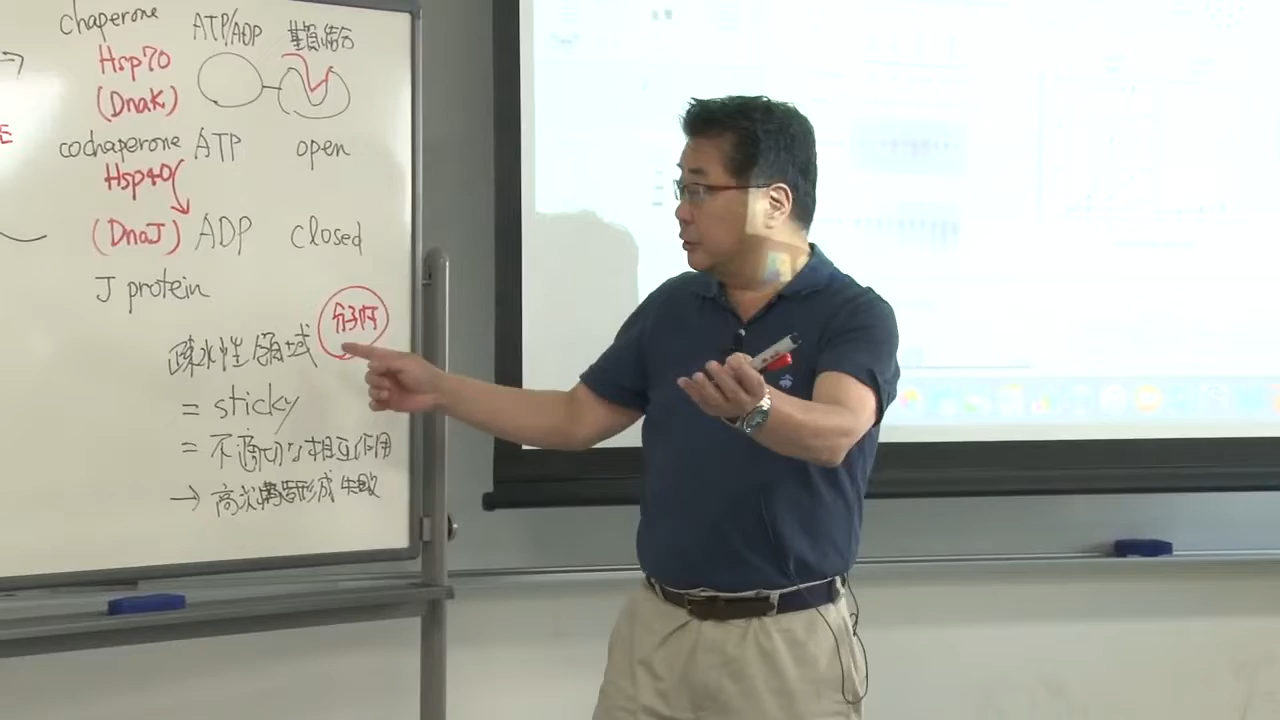 chaperone ATP/ADP 基質結合
Hsp70
(DnaK)
cochaperone ATP open
Hsp40
(DnaJ) ADP closed
J protein
分子内
疎水性領域
= sticky
= 不適切な相互作用
→ 高次構造形成失敗